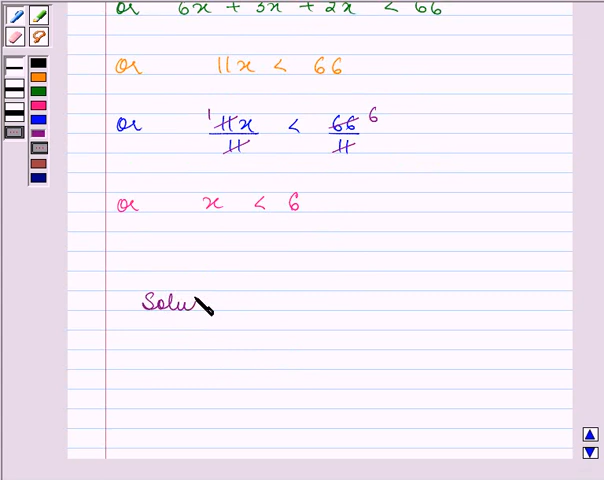 or 6x + 3x + 2x < 66
or 11x < 66
or 1 11x/11 < 66/11 6
or x < 6
Solu